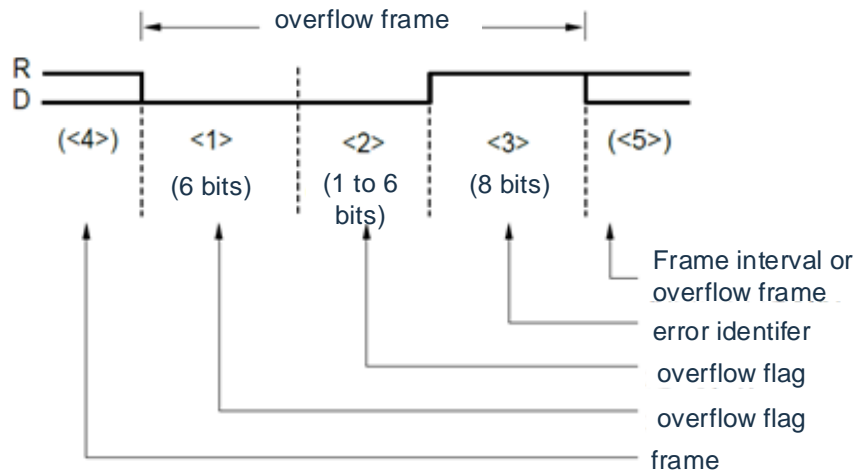 overflow frame
R
D
(<4>) <1> <2> <3> (<5>)
(6 bits) (1 to 6 bits) (8 bits)
Frame interval or
overflow frame
error identifer
overflow flag
overflow flag
frame